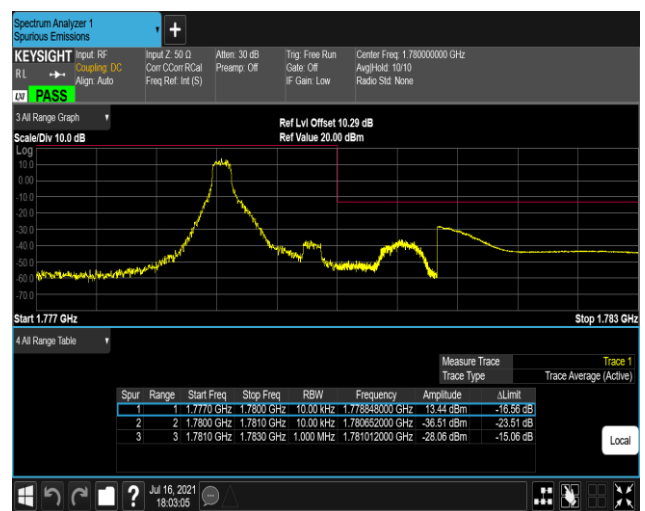 Spectrum Analyzer 1
Spurious Emissions
+
KEYSIGHT Input: RF Input Z: 50 Ω Atten: 30 dB Trig: Free Run Center Freq: 1.780000000 GHz
RL Coupling: DC Corr CCorr RCal Preamp: Off Gate: Off Avg|Hold: 10/10
Align: Auto Freq Ref: Int (S) IF Gain: Low Radio Std: None
LXI PASS
3 All Range Graph
Ref Lvl Offset 10.29 dB
Scale/Div 10.0 dB Ref Value 20.00 dBm
Log
10.0
0.00
-10.0
-20.0
-30.0
-40.0
-50.0
-60.0
-70.0
Start 1.777 GHz Stop 1.783 GHz
4 All Range Table
Measure Trace Trace 1
Trace Type Trace Average (Active)
Spur Range Start Freq Stop Freq RBW Frequency Amplitude ΔLimit
1 1 1.7770 GHz 1.7800 GHz 10.00 kHz 1.778848000 GHz 13.44 dBm -16.56 dB
2 2 1.7800 GHz 1.7810 GHz 10.00 kHz 1.780652000 GHz -36.51 dBm -23.51 dB
3 3 1.7810 GHz 1.7830 GHz 1.000 MHz 1.781012000 GHz -28.06 dBm -15.06 dB
Local
? Jul 16, 2021
18:03:05